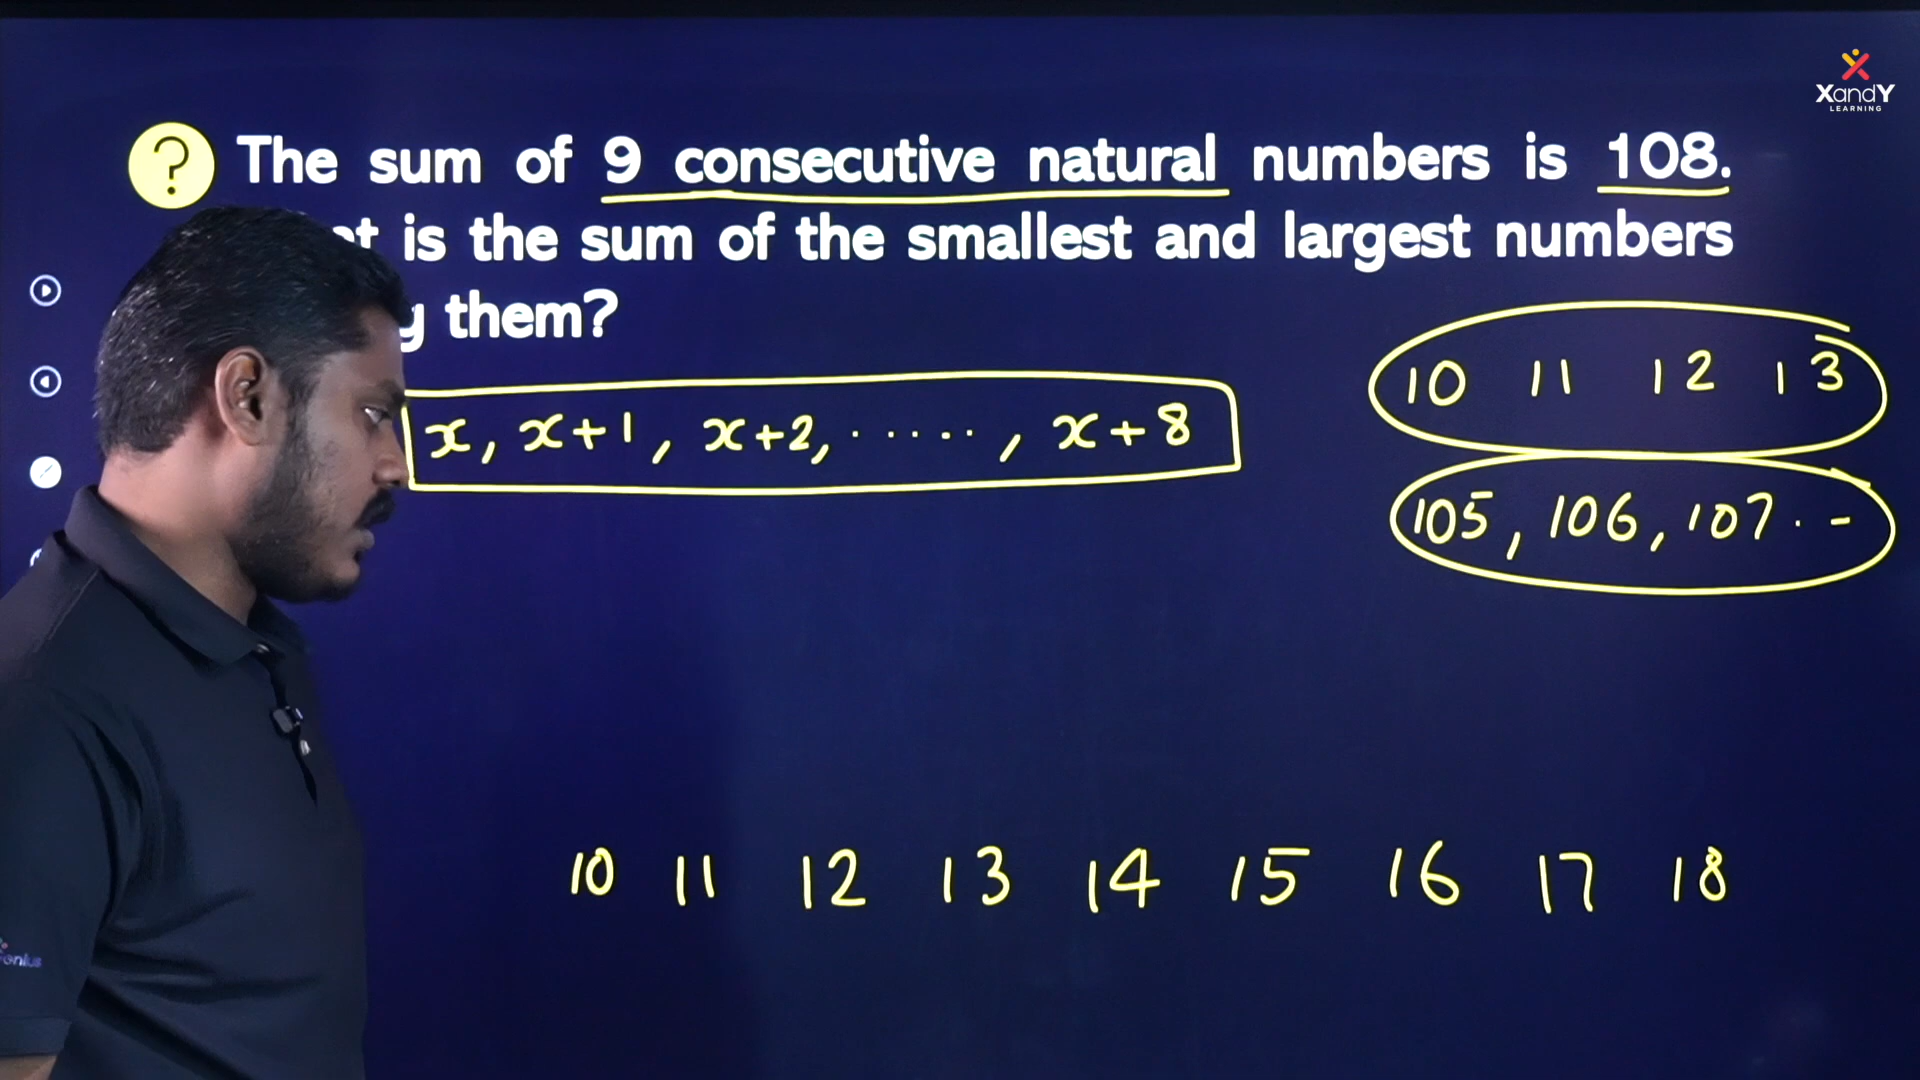 XandY
LEARNING
? The sum of 9 consecutive natural numbers is 108.
is the sum of the smallest and largest numbers
them?
x, x+1, x+2, ....., x+8
10 11 12 13
105, 106, 107 . -
10 11 12 13 14 15 16 17 18